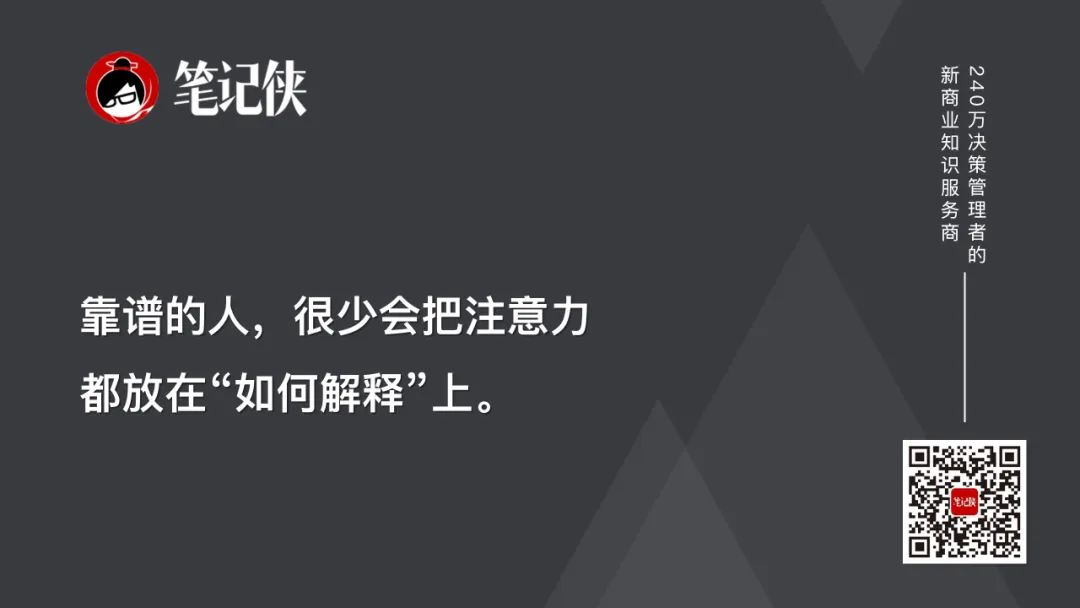 笔记侠
240万决策管理者的
新商业知识服务商
靠谱的人，很少会把注意力
都放在“如何解释”上。
笔记侠